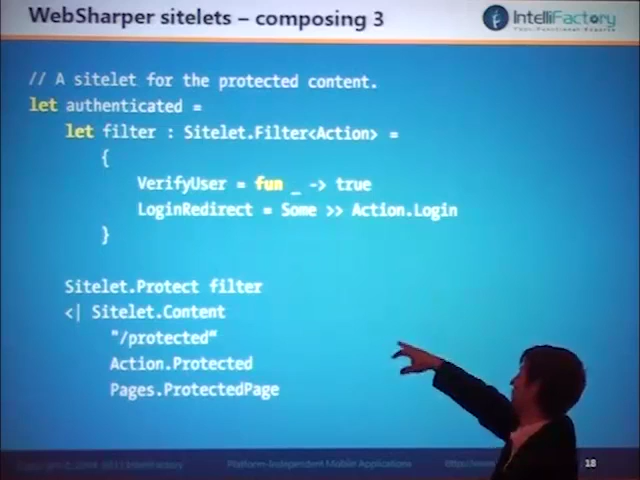 WebSharper sitelets – composing 3
IntelliFactory
// A sitelet for the protected content.
let authenticated =
let filter : Sitelet.Filter<Action> =
{
VerifyUser = fun _ -> true
LoginRedirect = Some >> Action.Login
}
Sitelet.Protect filter
<| Sitelet.Content
"/protected"
Action.Protected
Pages.ProtectedPage
Platform-Independent Mobile Applications
18